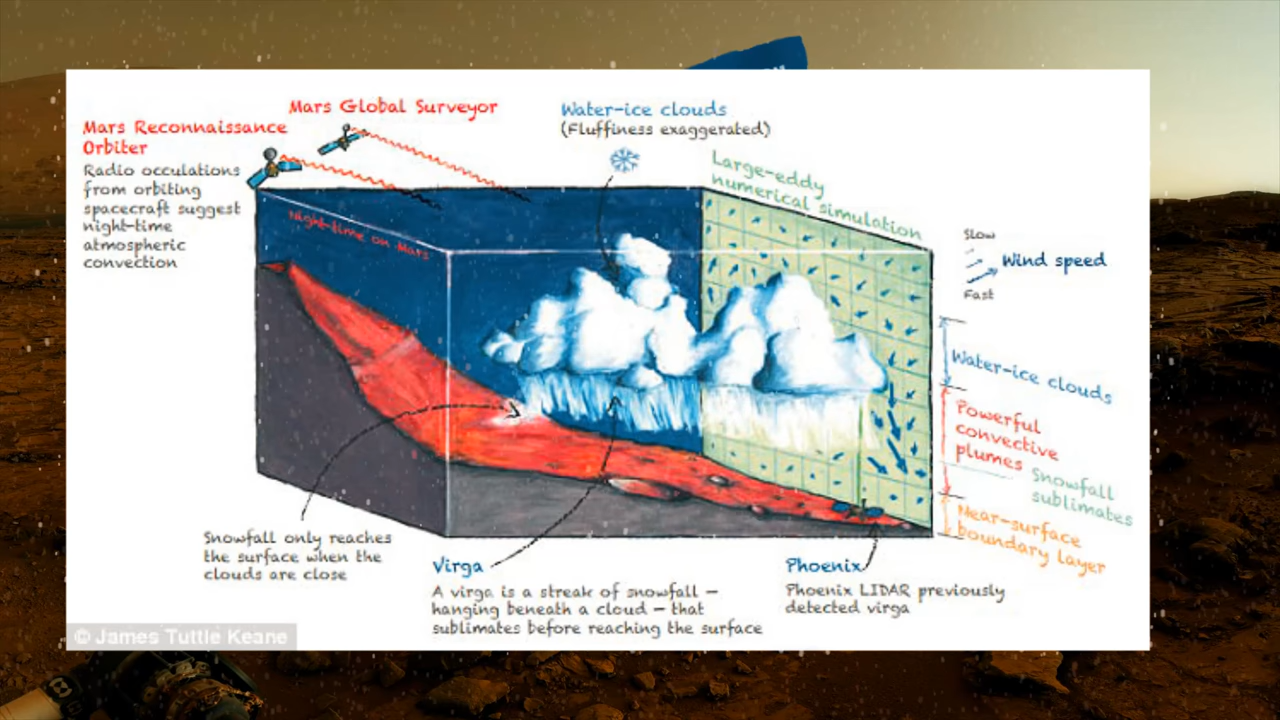 Mars Global Surveyor
Mars Reconnaissance
Orbiter
Radio occulations
from orbiting
spacecraft suggest
night-time
atmospheric
convection
Water-ice clouds
(Fluffiness exaggerated)
Large-eddy
numerical simulation
Night-time on Mars
Slow
Wind speed
Fast
Water-ice clouds
Powerful
convective
plumes
Snowfall
sublimates
Near-surface
boundary layer
Snowfall only reaches
the surface when the
clouds are close
Virga
A virga is a streak of snowfall –
hanging beneath a cloud – that
sublimates before reaching the surface
Phoenix
Phoenix LIDAR previously
detected virga
© James Tuttle Keane